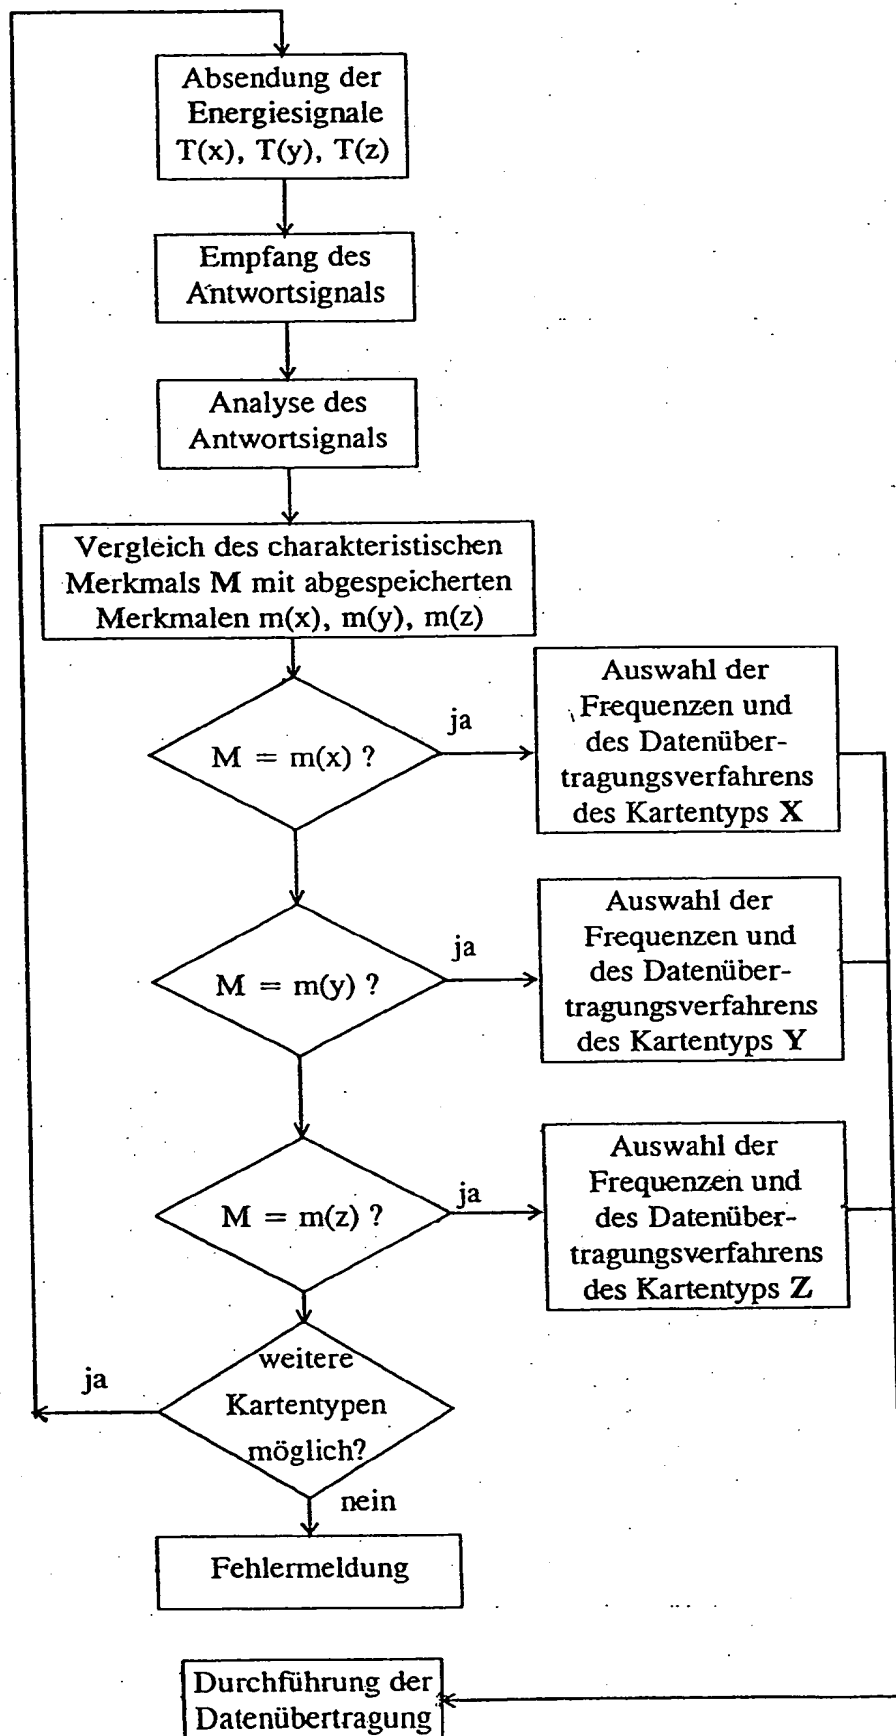 Absendung der
Energiesignale
T(x), T(y), T(z)
Empfang des
Antwortsignals
Analyse des
Antwortsignals
Vergleich des charakteristischen
Merkmals M mit abgespeicherten
Merkmalen m(x), m(y), m(z)
M = m(x) ?
ja
Auswahl der
Frequenzen und
des Datenüber-
tragungsverfahrens
des Kartentyps X
M = m(y) ?
ja
Auswahl der
Frequenzen und
des Datenüber-
tragungsverfahrens
des Kartentyps Y
M = m(z) ?
ja
Auswahl der
Frequenzen und
des Datenüber-
tragungsverfahrens
des Kartentyps Z
ja
weitere
Kartentypen
möglich?
nein
Fehlermeldung
Durchführung der
Datenübertragung